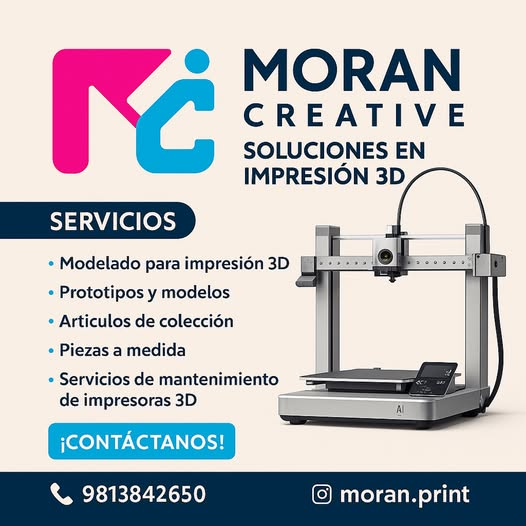 MORAN
CREATIVE
SOLUCIONES EN
IMPRESIÓN 3D
SERVICIOS
• Modelado para impresión 3D
• Prototipos y modelos
• Articulos de colección
• Piezas a medida
• Servicios de mantenimiento
de impresoras 3D
¡CONTÁCTANOS!
9813842650
moran.print